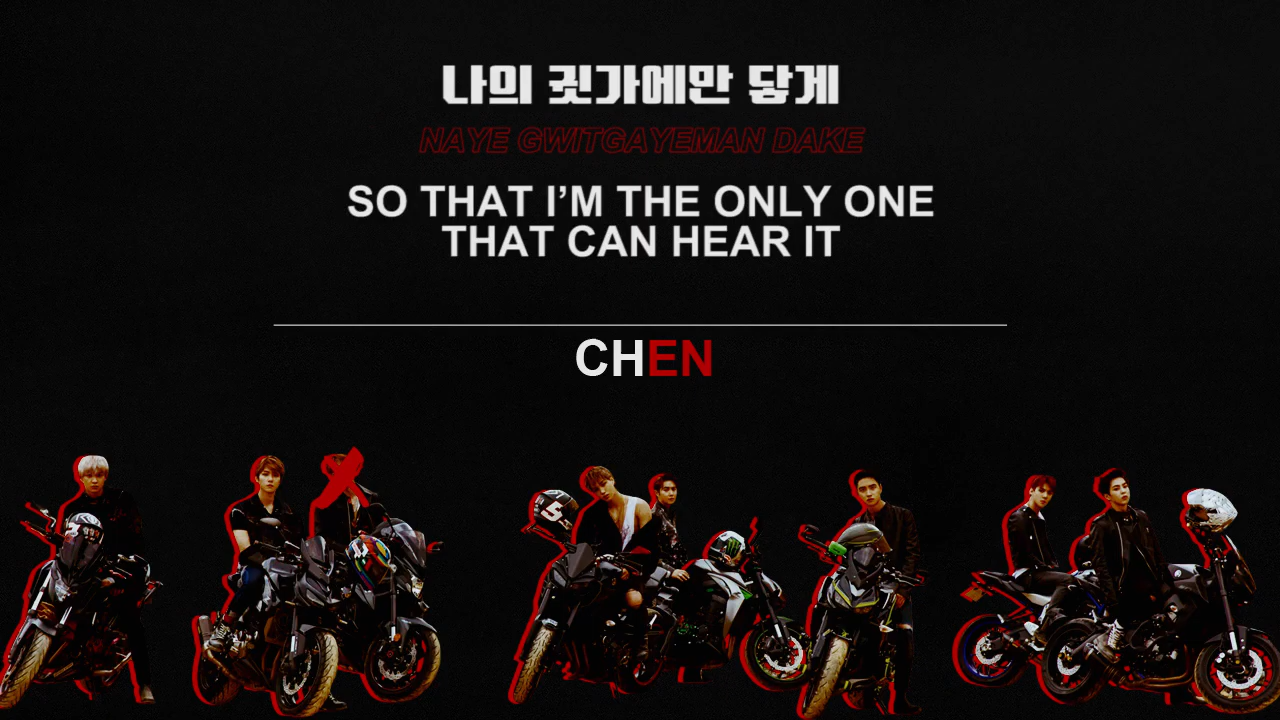 나의 귓가에만 닿게
NAYE GWITGAYEMAN DAKE
SO THAT I’M THE ONLY ONE
THAT CAN HEAR IT
CHEN
5